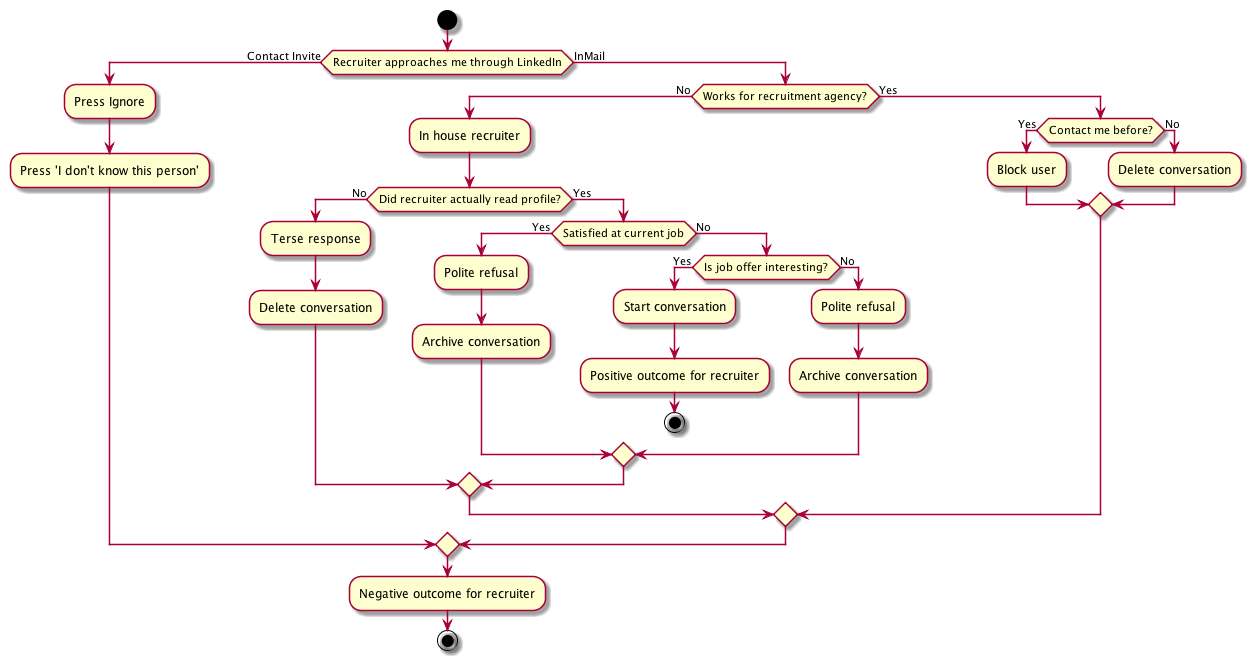 Contact Invite
Recruiter approaches me through LinkedIn
InMail
Press Ignore
Press 'I don't know this person'
No
Works for recruitment agency?
Yes
In house recruiter
No
Did recruiter actually read profile?
Yes
Terse response
Delete conversation
Yes
Satisfied at current job
No
Polite refusal
Archive conversation
Yes
Is job offer interesting?
No
Start conversation
Positive outcome for recruiter
Polite refusal
Archive conversation
Yes
Contact me before?
No
Block user
Delete conversation
Negative outcome for recruiter